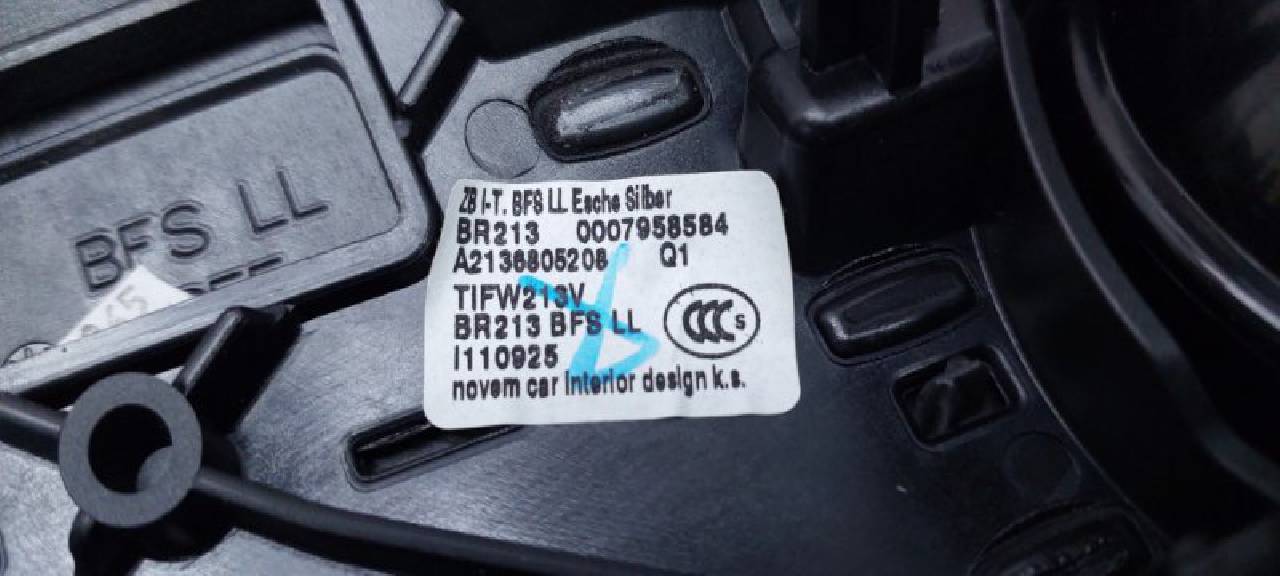 BFS LL
ZB I-T. BFS LL Esche Silber
BR213 0007958584
A2136805208 Q1
TIFW213V
BR213 BFS LL
CCC S
I110925
novem car interior design k.s.